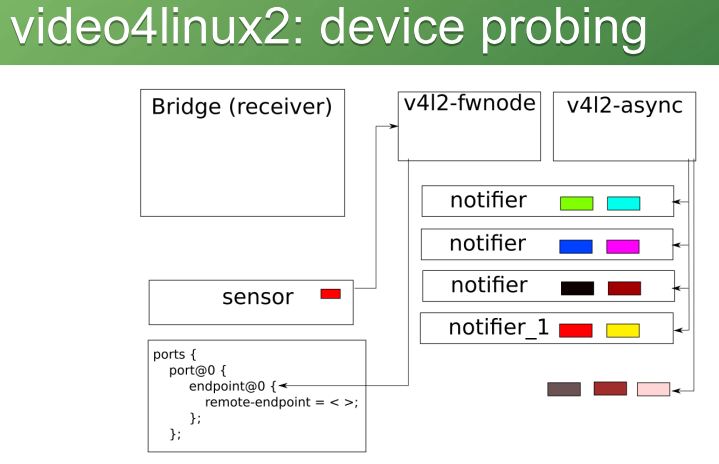 video4linux2: device probing
Bridge (receiver)
v4l2-fwnode
v4l2-async
notifier
notifier
notifier
notifier_1
sensor
ports {
port@0 {
endpoint@0 {
remote-endpoint = < >;
};
};